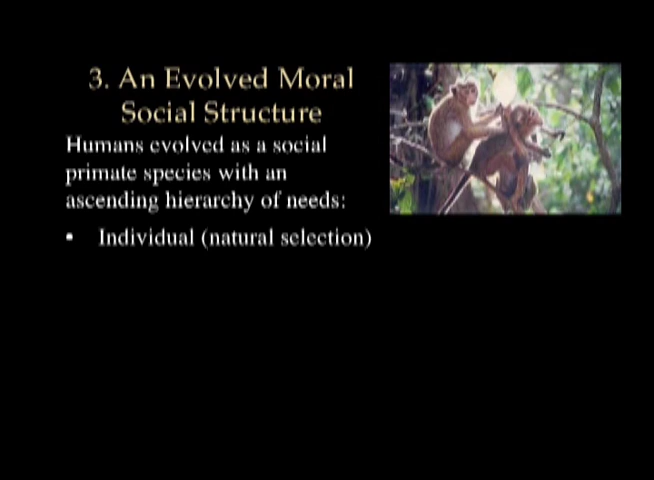 3. An Evolved Moral
Social Structure
Humans evolved as a social
primate species with an
ascending hierarchy of needs:
• Individual (natural selection)